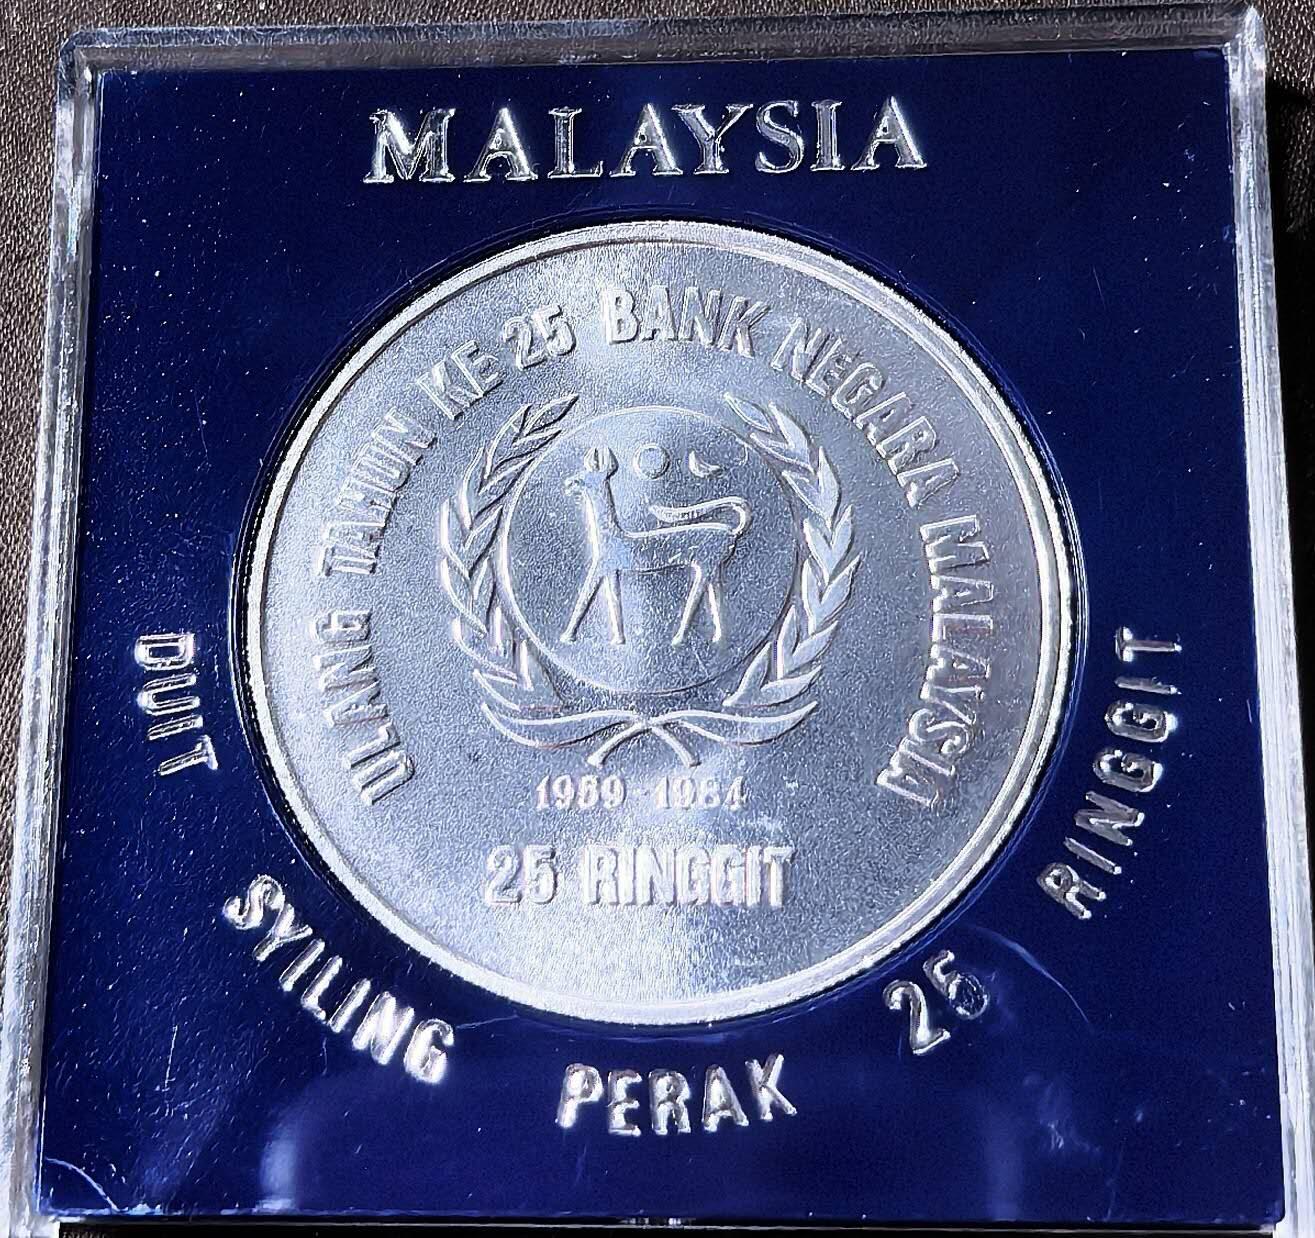 MALAYSIA
ULANG TAHUN KE 25 BANK NEGARA MALAYSIA
1959-1984
25 RINGGIT
DUIT SYILING PERAK 25 RINGGIT